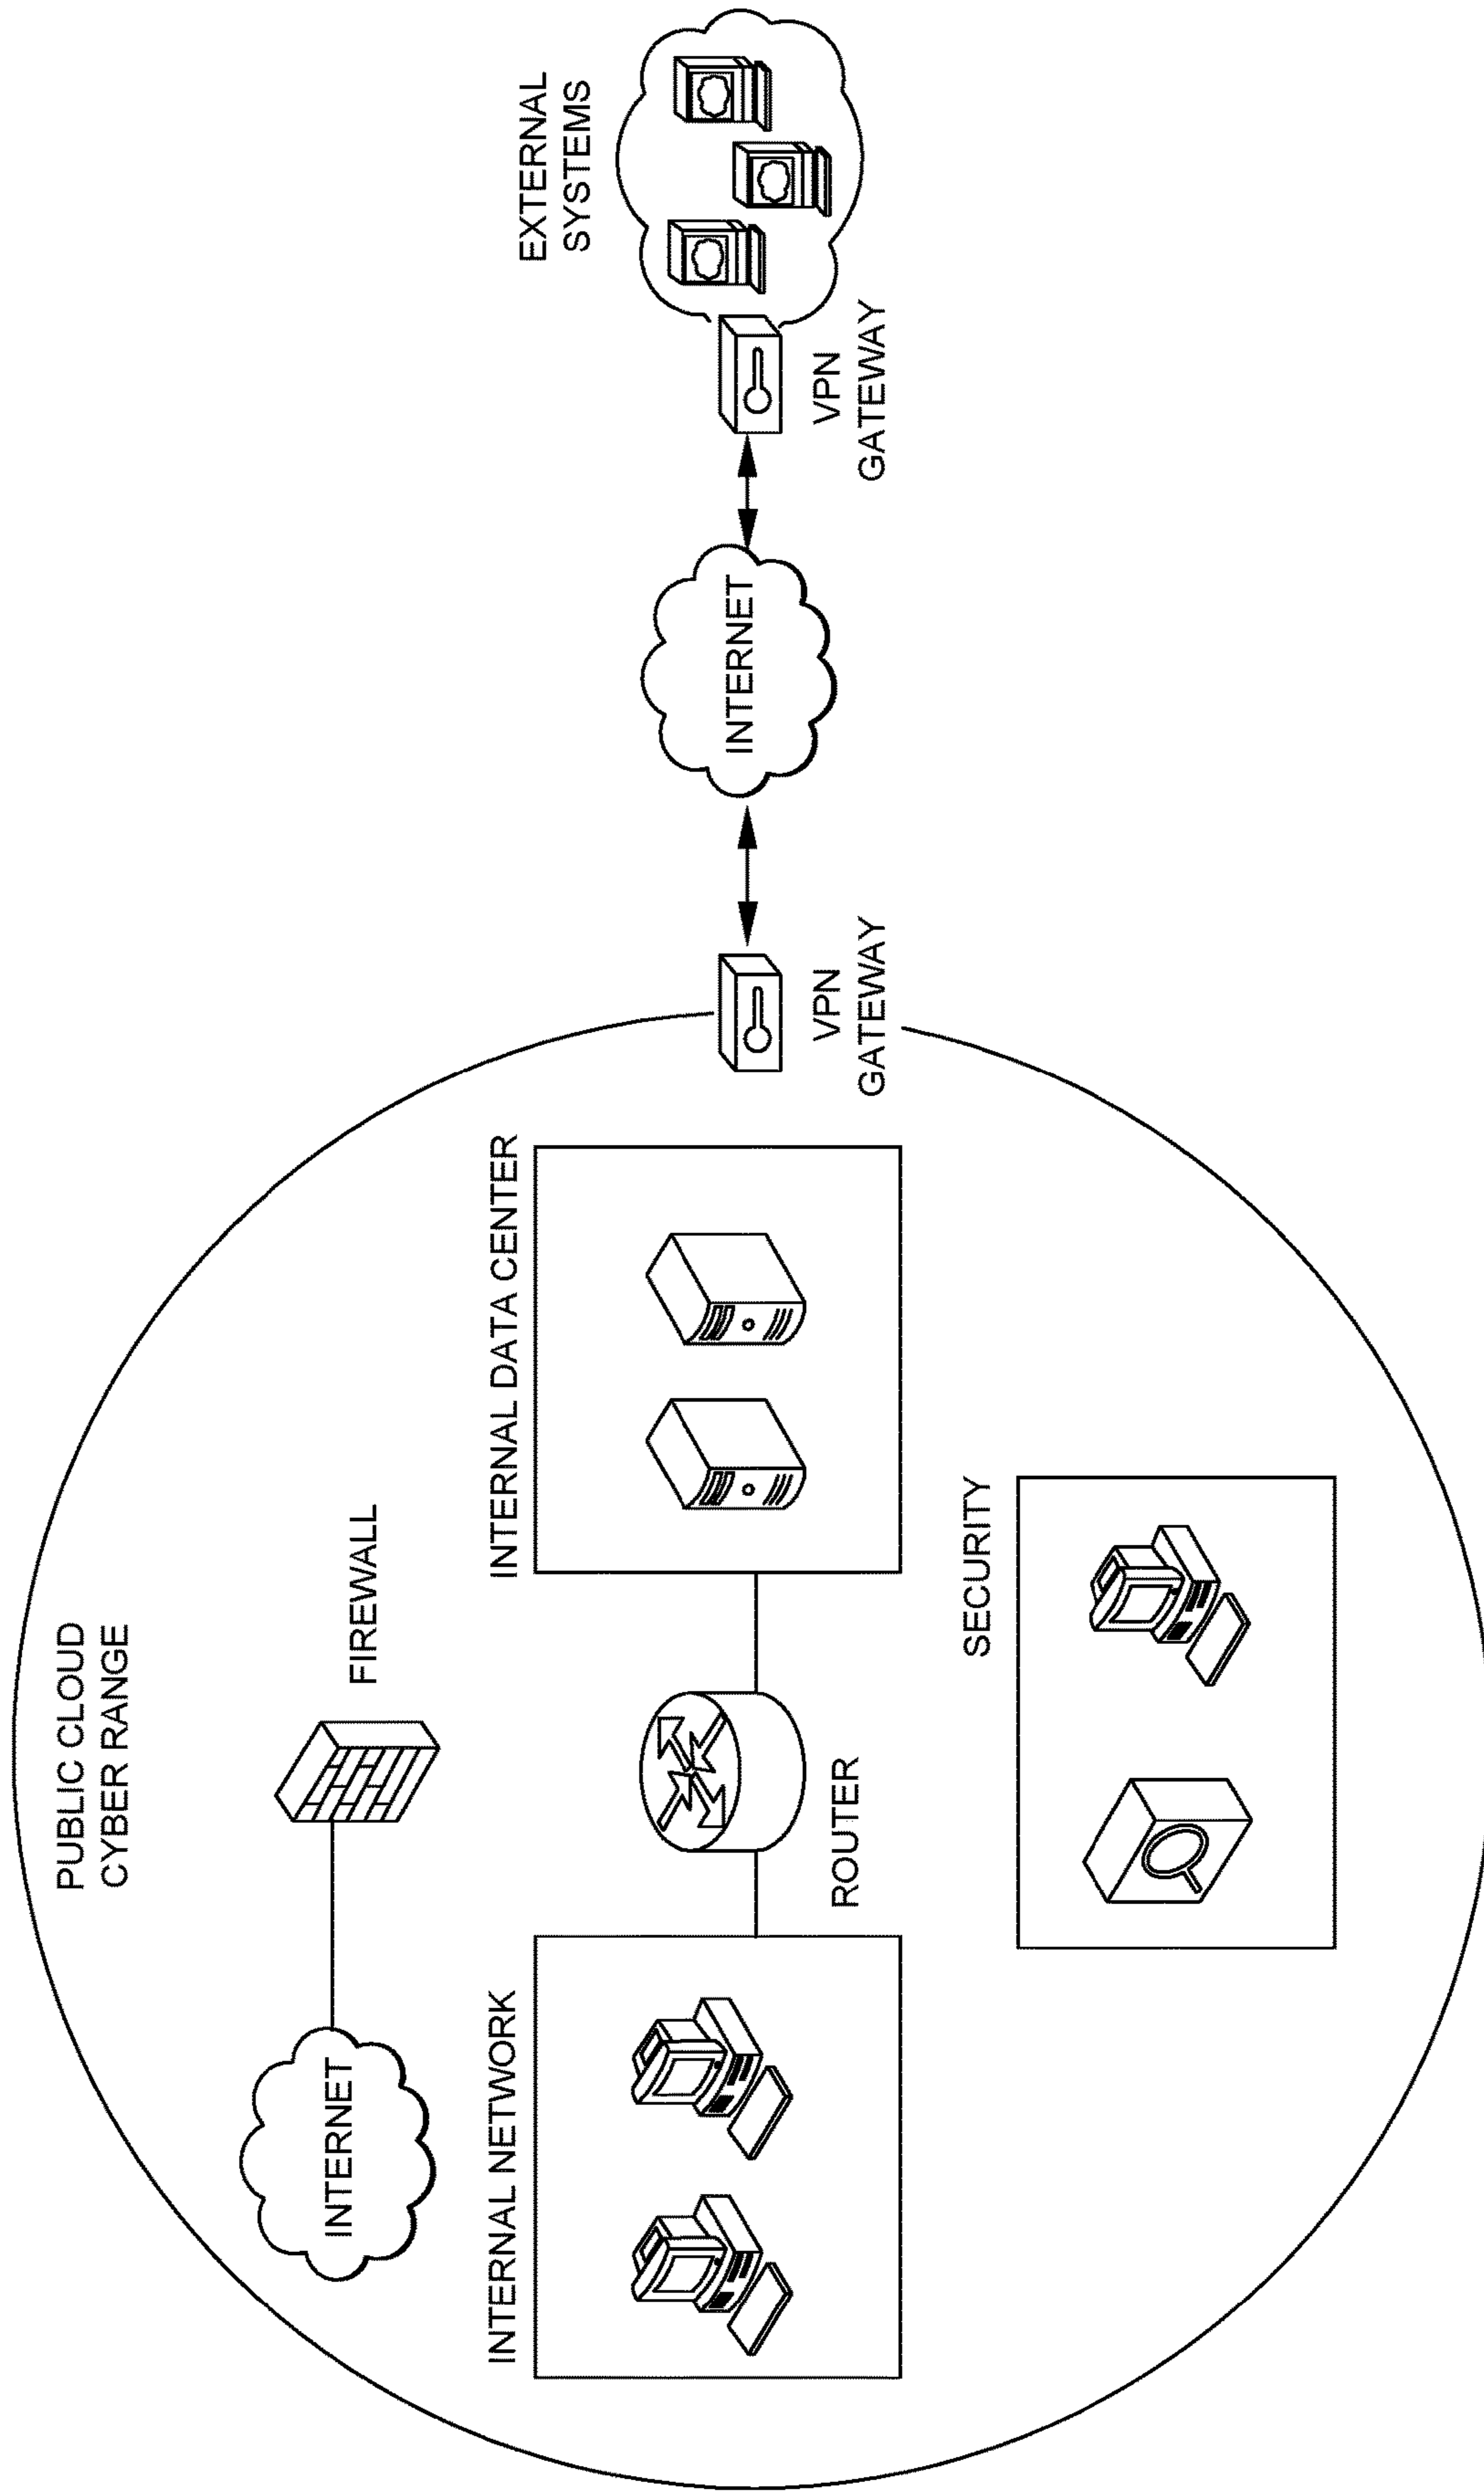 PUBLIC CLOUD
CYBER RANGE
INTERNET
FIREWALL
INTERNAL NETWORK
ROUTER
INTERNAL DATA CENTER
SECURITY
VPN
GATEWAY
INTERNET
VPN
GATEWAY
EXTERNAL
SYSTEMS